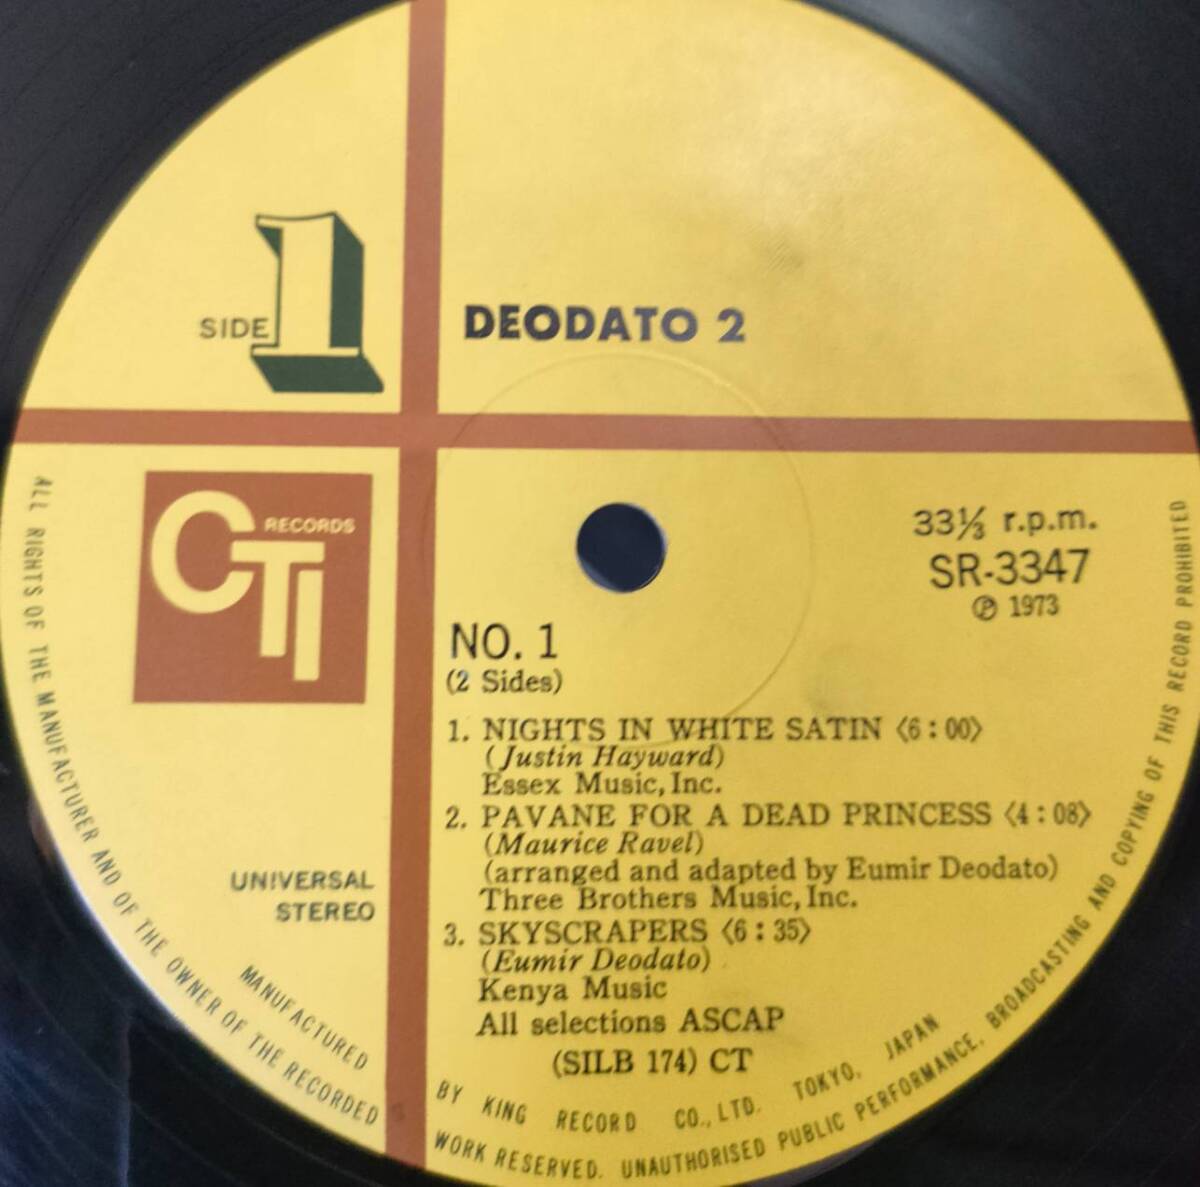 SIDE 1
DEODATO 2
CTI RECORDS
33⅓ r.p.m.
SR-3347
Ⓟ 1973
NO. 1
(2 Sides)
1. NIGHTS IN WHITE SATIN 〈6:00〉
(Justin Hayward)
Essex Music, Inc.
2. PAVANE FOR A DEAD PRINCESS 〈4:08〉
(Maurice Ravel)
(arranged and adapted by Eumir Deodato)
Three Brothers Music, Inc.
3. SKYSCRAPERS 〈6:35〉
(Eumir Deodato)
Kenya Music
All selections ASCAP
(SILB 174) CT
UNIVERSAL
STEREO
MANUFACTURED BY KING RECORD CO., LTD. TOKYO, JAPAN
ALL RIGHTS OF THE MANUFACTURER AND OF THE OWNER OF THE RECORDED WORK RESERVED. UNAUTHORISED PUBLIC PERFORMANCE, BROADCASTING AND COPYING OF THIS RECORD PROHIBITED